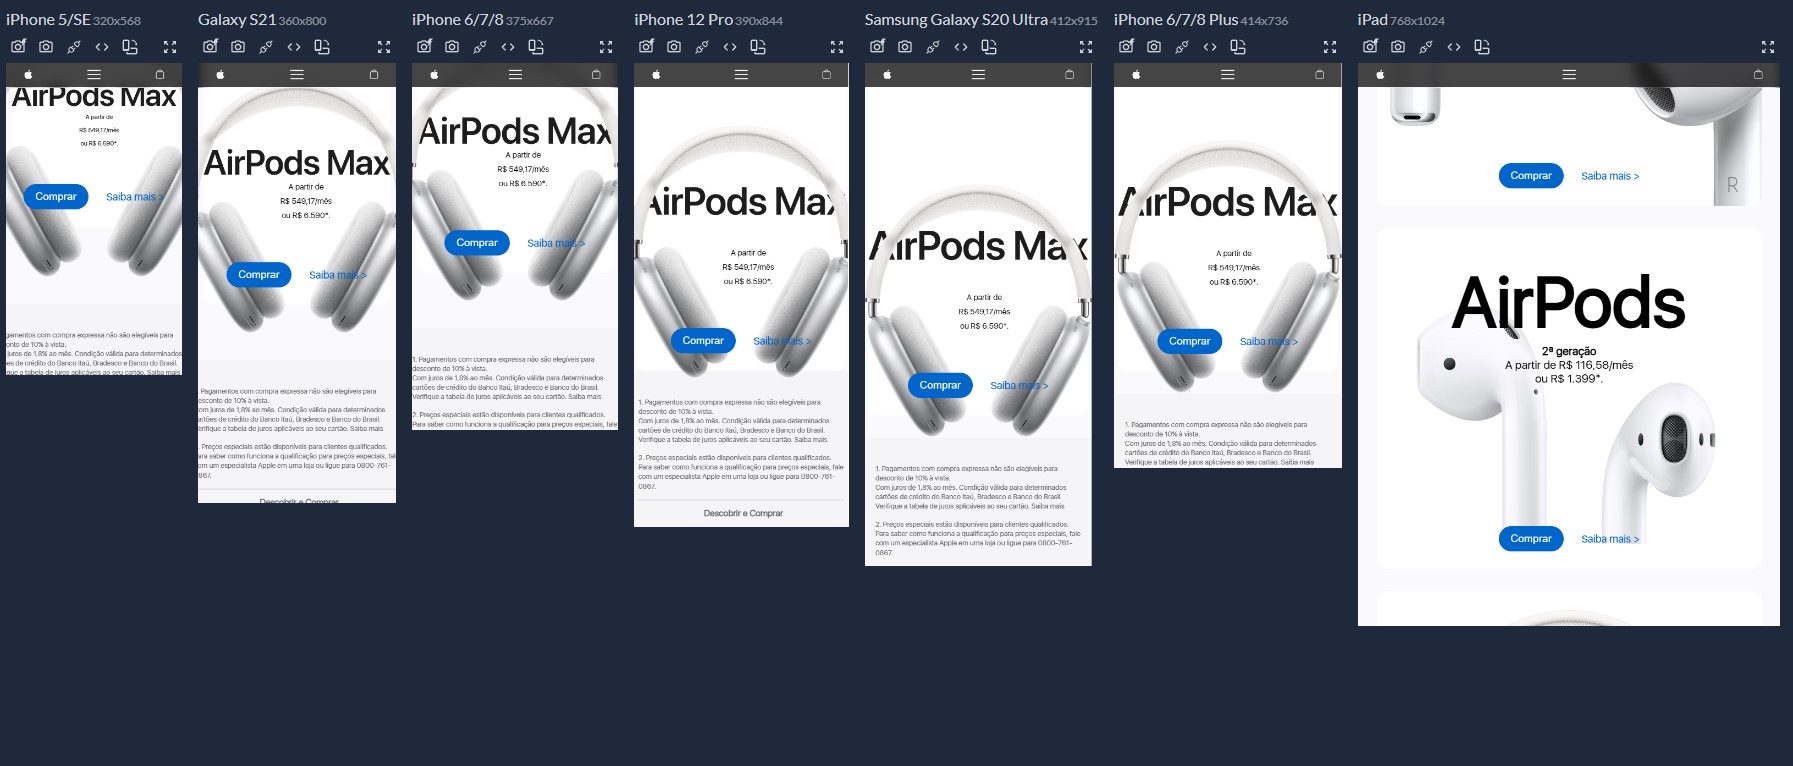 iPhone 5/SE 320x568
AirPods Max
A partir de
R$ 549,17/mês
ou R$ 6.590*.
Comprar
Saiba mais >
gamentos com compra expressa não são elegíveis para
onto de 10% à vista.
juros de 1,8% ao mês. Condição válida para determinados
es de crédito do Banco Itaú, Bradesco e Banco do Brasil.
que a tabela de juros aplicáveis ao seu cartão. Saiba mais
Galaxy S21 360x800
AirPods Max
A partir de
R$ 549,17/mês
ou R$ 6.590*.
Comprar
Saiba mais >
. Pagamentos com compra expressa não são elegíveis para
desconto de 10% à vista.
om juros de 1,8% ao mês. Condição válida para determinados
artões de crédito do Banco Itaú, Bradesco e Banco do Brasil.
erifique a tabela de juros aplicáveis ao seu cartão. Saiba mais
. Preços especiais estão disponíveis para clientes qualificados.
ara saber como funciona a qualificação para preços especiais, fale
om um especialista Apple em uma loja ou ligue para 0800-761-
867.
Descobrir e Comprar
iPhone 6/7/8 375x667
AirPods Max
A partir de
R$ 549,17/mês
ou R$ 6.590*.
Comprar
Saiba mais >
1. Pagamentos com compra expressa não são elegíveis para
desconto de 10% à vista.
Com juros de 1,8% ao mês. Condição válida para determinados
cartões de crédito do Banco Itaú, Bradesco e Banco do Brasil.
Verifique a tabela de juros aplicáveis ao seu cartão. Saiba mais
2. Preços especiais estão disponíveis para clientes qualificados.
Para saber como funciona a qualificação para preços especiais, fale
iPhone 12 Pro 390x844
AirPods Max
A partir de
R$ 549,17/mês
ou R$ 6.590*.
Comprar
Saiba mais >
1. Pagamentos com compra expressa não são elegíveis para
desconto de 10% à vista.
Com juros de 1,8% ao mês. Condição válida para determinados
cartões de crédito do Banco Itaú, Bradesco e Banco do Brasil.
Verifique a tabela de juros aplicáveis ao seu cartão. Saiba mais
2. Preços especiais estão disponíveis para clientes qualificados.
Para saber como funciona a qualificação para preços especiais, fale
com um especialista Apple em uma loja ou ligue para 0800-761-
0867.
Descobrir e Comprar
Samsung Galaxy S20 Ultra 412x915
AirPods Max
A partir de
R$ 549,17/mês
ou R$ 6.590*.
Comprar
Saiba mais >
1. Pagamentos com compra expressa não são elegíveis para
desconto de 10% à vista.
Com juros de 1,8% ao mês. Condição válida para determinados
cartões de crédito do Banco Itaú, Bradesco e Banco do Brasil.
Verifique a tabela de juros aplicáveis ao seu cartão. Saiba mais
2. Preços especiais estão disponíveis para clientes qualificados.
Para saber como funciona a qualificação para preços especiais, fale
com um especialista Apple em uma loja ou ligue para 0800-761-
0867.
iPhone 6/7/8 Plus 414x736
AirPods Max
A partir de
R$ 549,17/mês
ou R$ 6.590*.
Comprar
Saiba mais >
1. Pagamentos com compra expressa não são elegíveis para
desconto de 10% à vista.
Com juros de 1,8% ao mês. Condição válida para determinados
cartões de crédito do Banco Itaú, Bradesco e Banco do Brasil.
Verifique a tabela de juros aplicáveis ao seu cartão. Saiba mais
iPad 768x1024
Comprar
Saiba mais >
R
AirPods
2ª geração
A partir de R$ 116,58/mês
ou R$ 1.399*.
Comprar
Saiba mais >